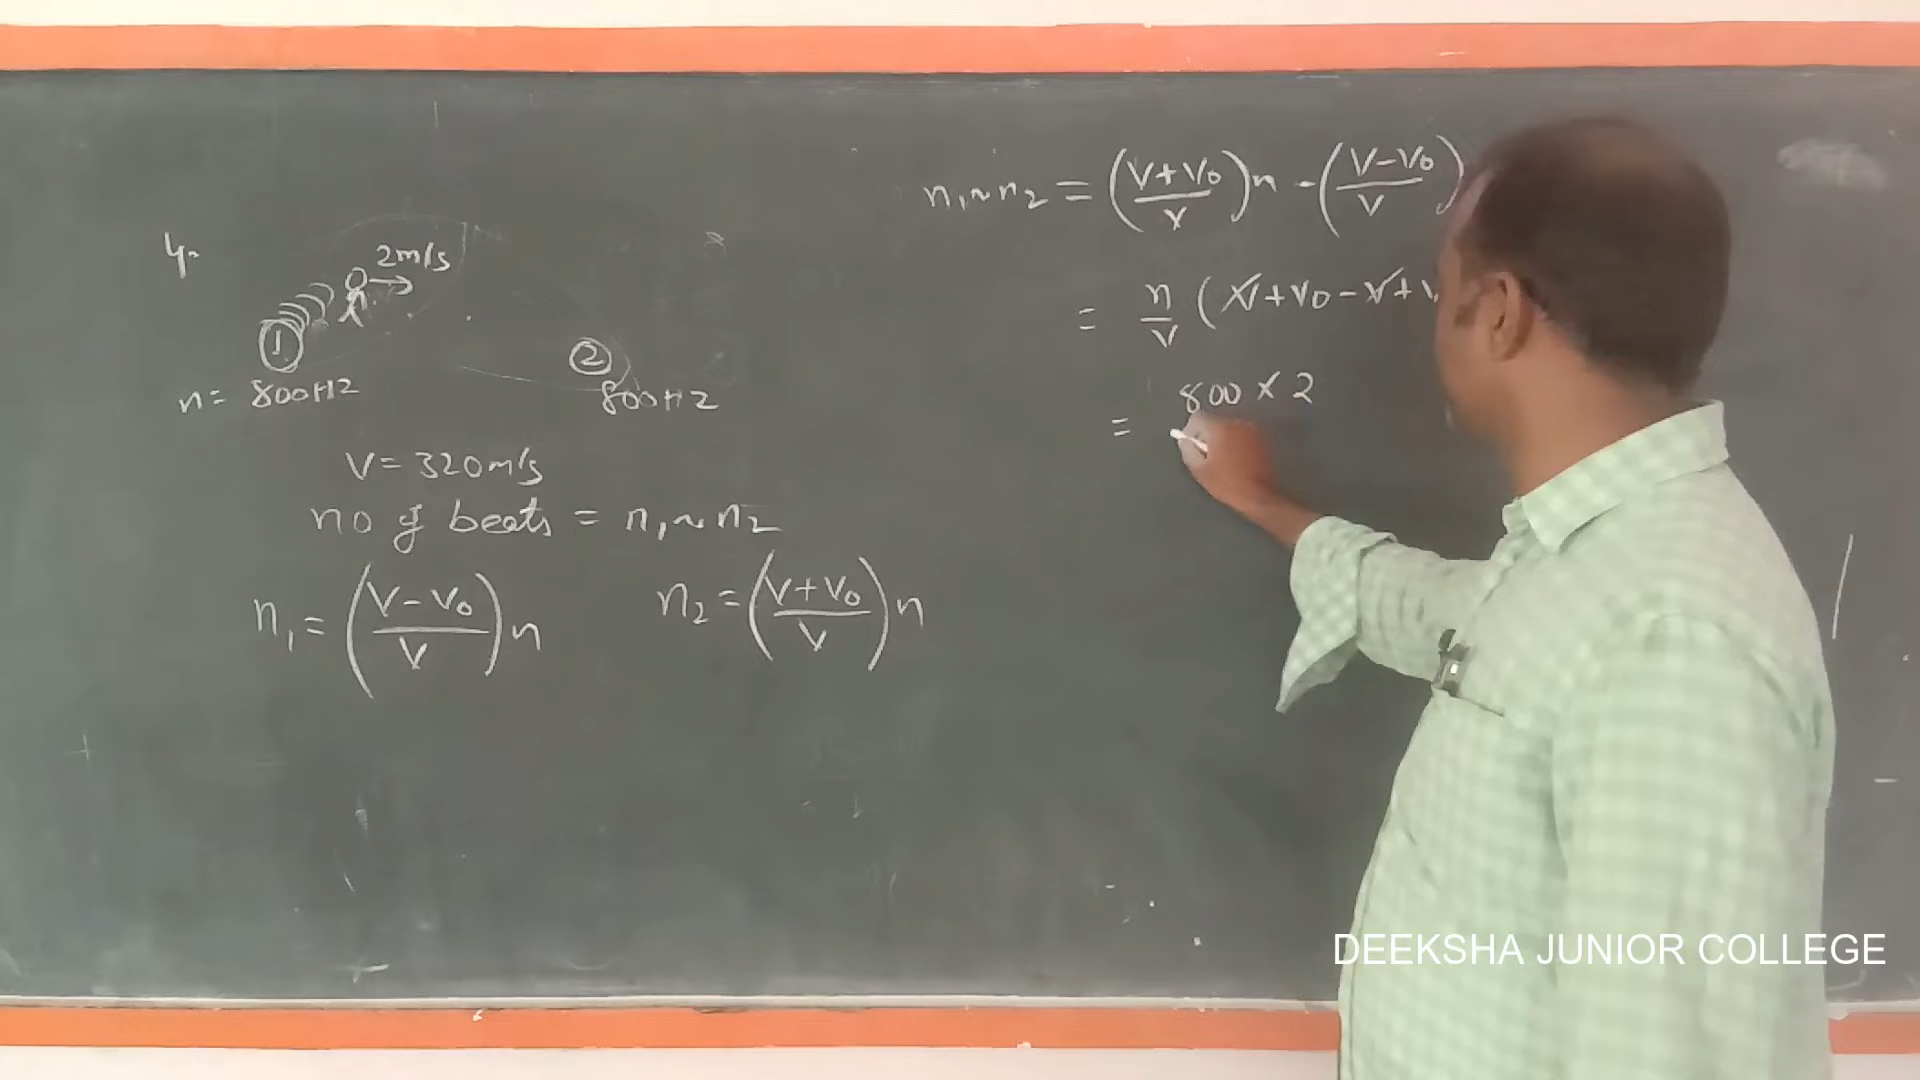 4.
2m/s
1
2
n = 800HZ
800HZ
V = 320m/s
no of beats = n₁ ~ n₂
n₁ = ((V - V₀)/V) n
n₂ = ((V + V₀)/V) n
n₁ ~ n₂ = ((V + V₀)/V) n - ((V - V₀)/V)
= n/V (V + V₀ - V +
= 800 × 2
DEEKSHA JUNIOR COLLEGE